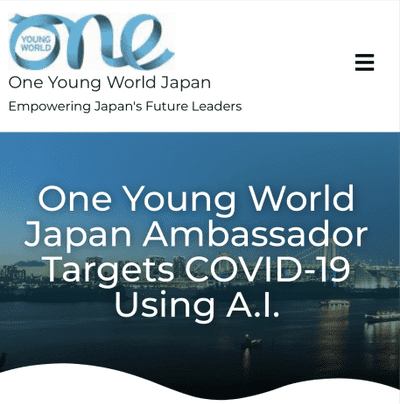 one
YOUNG
WORLD
One Young World Japan
Empowering Japan's Future Leaders
One Young World
Japan Ambassador
Targets COVID-19
Using A.I.